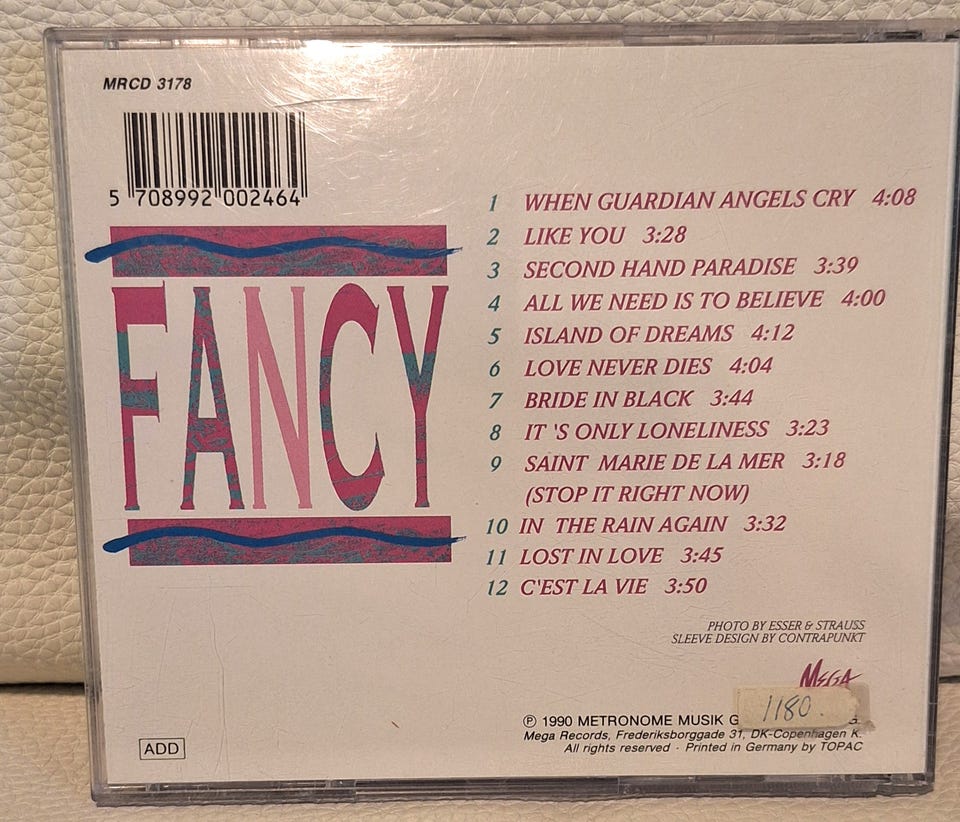 MRCD 3178
5 708992 002464
FANCY
1 WHEN GUARDIAN ANGELS CRY 4:08
2 LIKE YOU 3:28
3 SECOND HAND PARADISE 3:39
4 ALL WE NEED IS TO BELIEVE 4:00
5 ISLAND OF DREAMS 4:12
6 LOVE NEVER DIES 4:04
7 BRIDE IN BLACK 3:44
8 IT 'S ONLY LONELINESS 3:23
9 SAINT MARIE DE LA MER 3:18
(STOP IT RIGHT NOW)
10 IN THE RAIN AGAIN 3:32
11 LOST IN LOVE 3:45
12 C'EST LA VIE 3:50
PHOTO BY ESSER & STRAUSS
SLEEVE DESIGN BY CONTRAPUNKT
MEGA
1180.
ADD
℗ 1990 METRONOME MUSIK
Mega Records, Frederiksborggade 31, DK-Copenhagen K.
All rights reserved · Printed in Germany by TOPAC